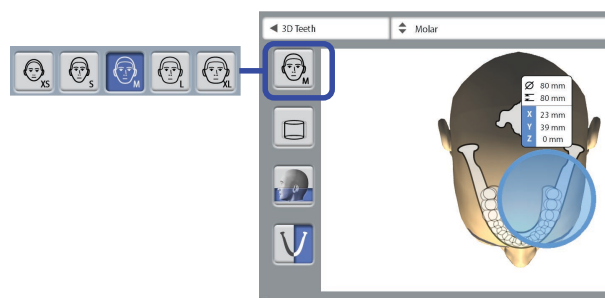 3D Teeth
Molar
XS
S
M
L
XL
M
Ø 80 mm
80 mm
X 23 mm
Y 39 mm
Z 0 mm